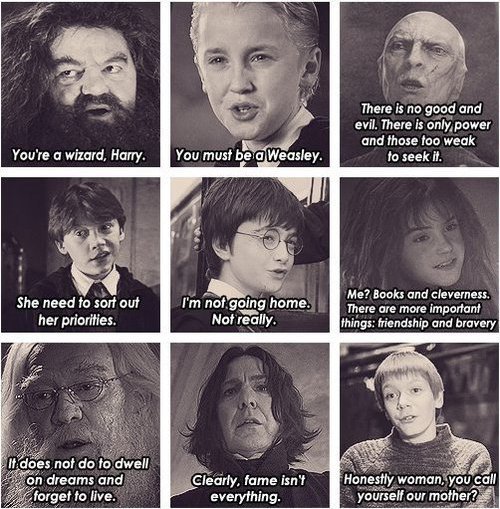 You're a wizard, Harry.
You must be a Weasley.
There is no good and
evil. There is only power
and those too weak
to seek it.
She need to sort out
her priorities.
I'm not going home.
Not really.
Me? Books and cleverness.
There are more important
things: friendship and bravery
It does not do to dwell
on dreams and
forget to live.
Clearly, fame isn't
everything.
Honestly woman, you call
yourself our mother?